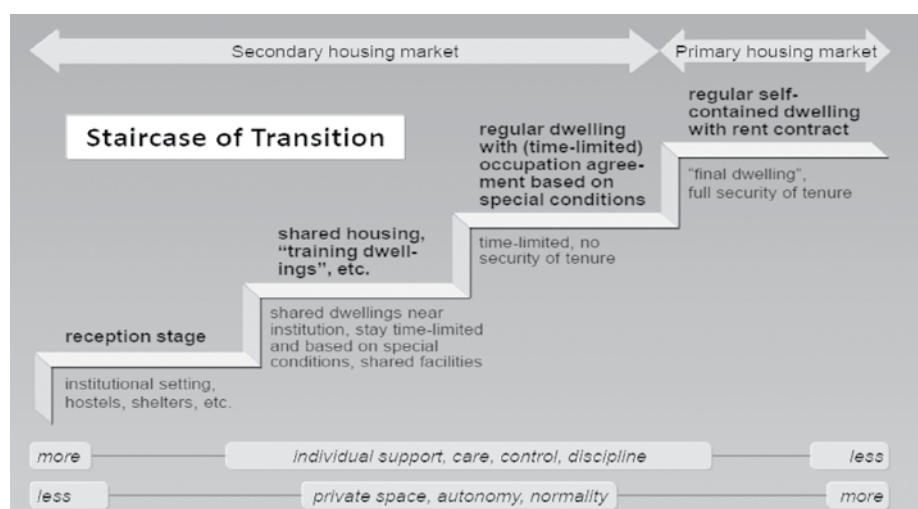 Secondary housing market
Primary housing market
Staircase of Transition
regular self-
contained dwelling
with rent contract
"final dwelling",
full security of tenure
regular dwelling
with (time-limited)
occupation agree-
ment based on
special conditions
time-limited, no
security of tenure
shared housing,
“training dwell-
ings”, etc.
shared dwellings near
institution, stay time-limited
and based on special
conditions, shared facilities
reception stage
institutional setting,
hostels, shelters, etc.
more individual support, care, control, discipline less
less private space, autonomy, normality more